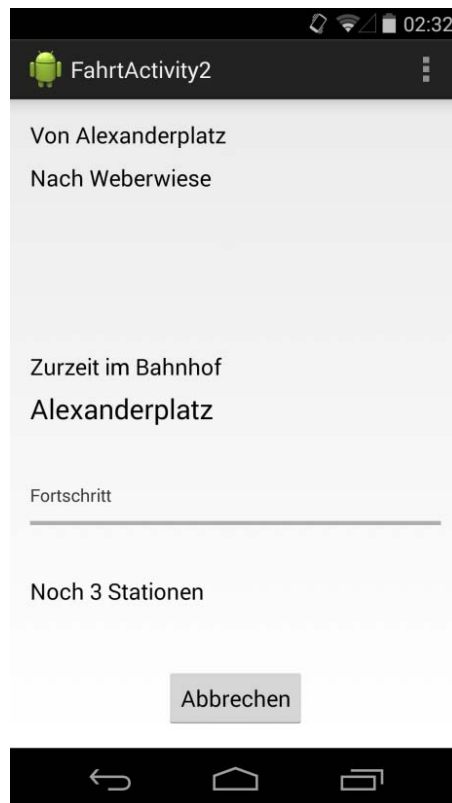 02:32
FahrtActivity2
Von Alexanderplatz
Nach Weberwiese
Zurzeit im Bahnhof
Alexanderplatz
Fortschritt
Noch 3 Stationen
Abbrechen